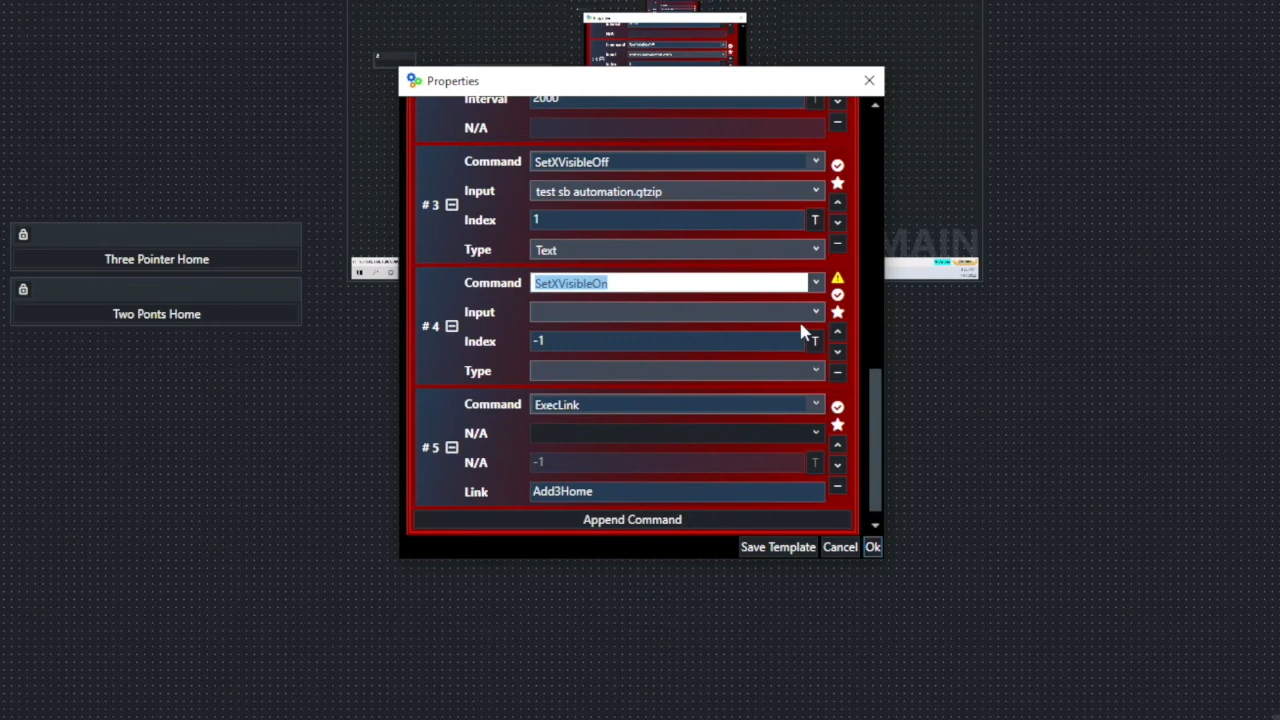 Properties
Interval 2000 T
N/A
Command SetXVisibleOff
Input test sb automation.gtzip
# 3
Index 1 T
Type Text
Command SetXVisibleOn
Input
# 4
Index -1 T
Type
Command ExecLink
N/A
# 5
N/A -1 T
Link Add3Home
Append Command
Save Template Cancel Ok
Three Pointer Home
Two Ponts Home
MAIN